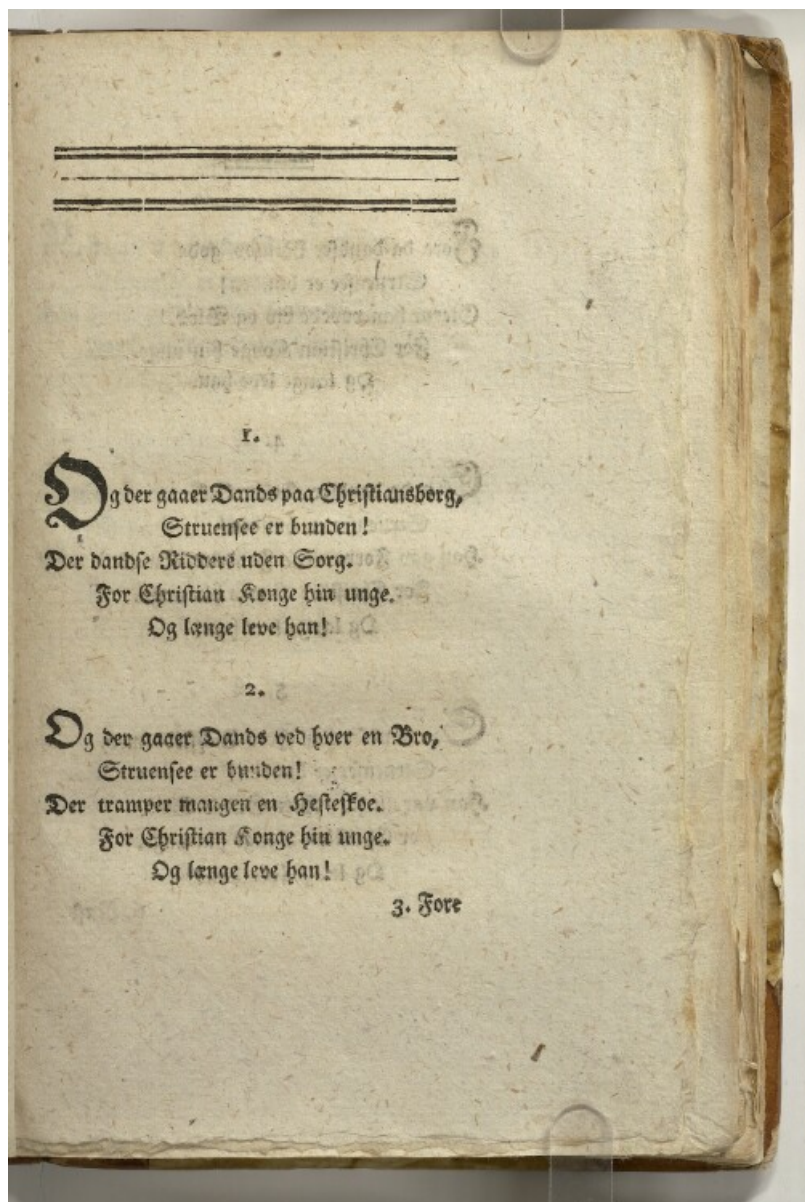 1.
Og der gaaer Dands paa Christiansborg,
Struensee er bunden!
Der dandse Riddere uden Sorg.
For Christian Konge hin unge.
Og længe leve han!
2.
Og der gaaer Dands ved hver en Bro,
Struensee er bunden!
Der tramper mangen en Hesteskoe.
For Christian Konge hin unge.
Og længe leve han!
3. Fore